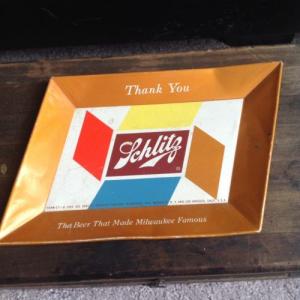 Thank You
Schlitz
The Beer That Made Milwaukee Famous